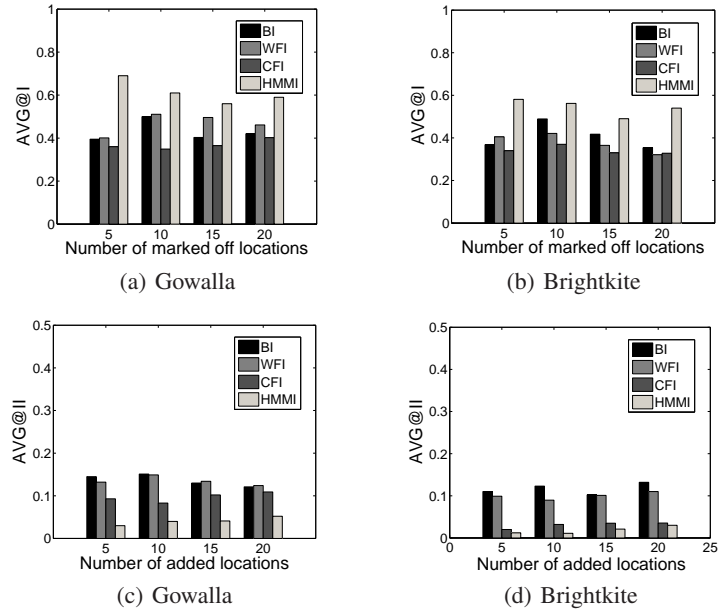 1
0.8
0.6
0.4
0.2
0
AVG@I
BI
WFI
CFI
HMMI
5 10 15 20
Number of marked off locations
(a) Gowalla
1
0.8
0.6
0.4
0.2
0
AVG@I
BI
WFI
CFI
HMMI
5 10 15 20
Number of marked off locations
(b) Brightkite
0.5
0.4
0.3
0.2
0.1
0
AVG@II
BI
WFI
CFI
HMMI
5 10 15 20
Number of added locations
(c) Gowalla
0.5
0.4
0.3
0.2
0.1
0
AVG@II
BI
WFI
CFI
HMMI
0 5 10 15 20 25
Number of added locations
(d) Brightkite